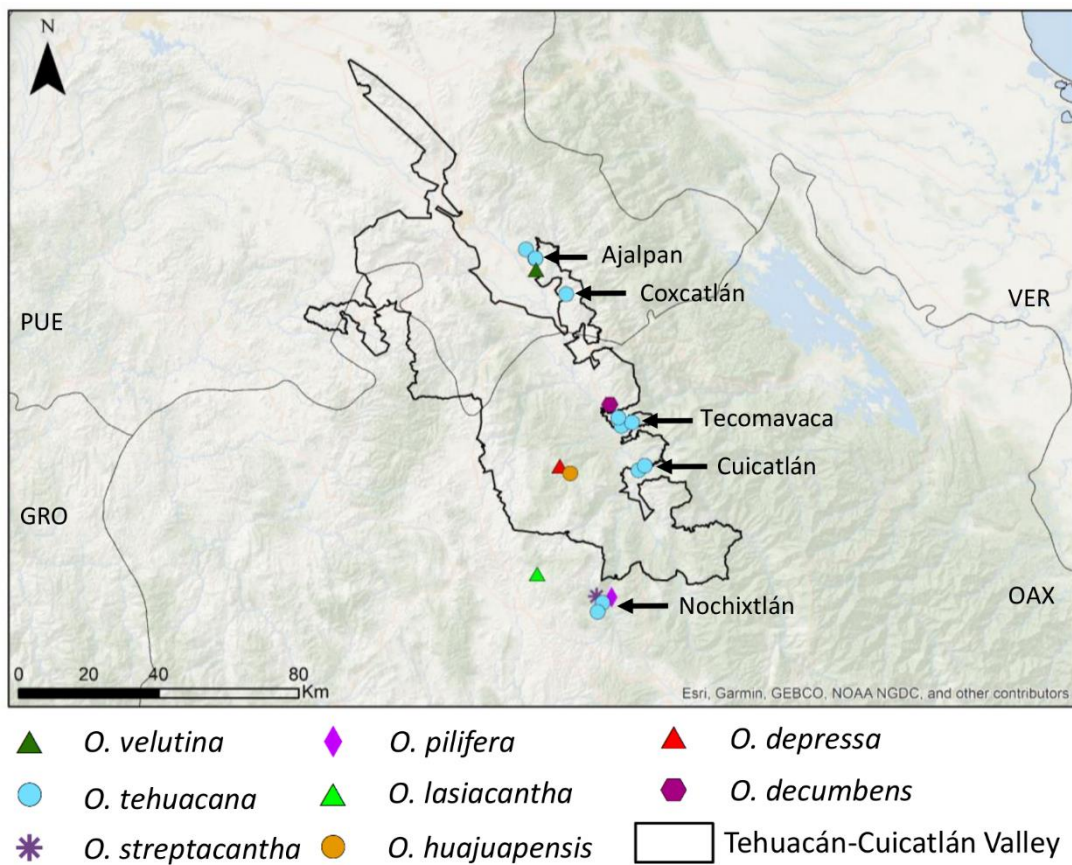 N
Ajalpan
Coxcatlán
VER
PUE
Tecomavaca
Cuicatlán
GRO
OAX
Nochixtlán
0 20 40 80
Km
Esri, Garmin, GEBCO, NOAA NGDC, and other contributors
O. velutina O. pilifera O. depressa
O. tehuacana O. lasiacantha O. decumbens
O. streptacantha O. huajuapensis Tehuacán-Cuicatlán Valley